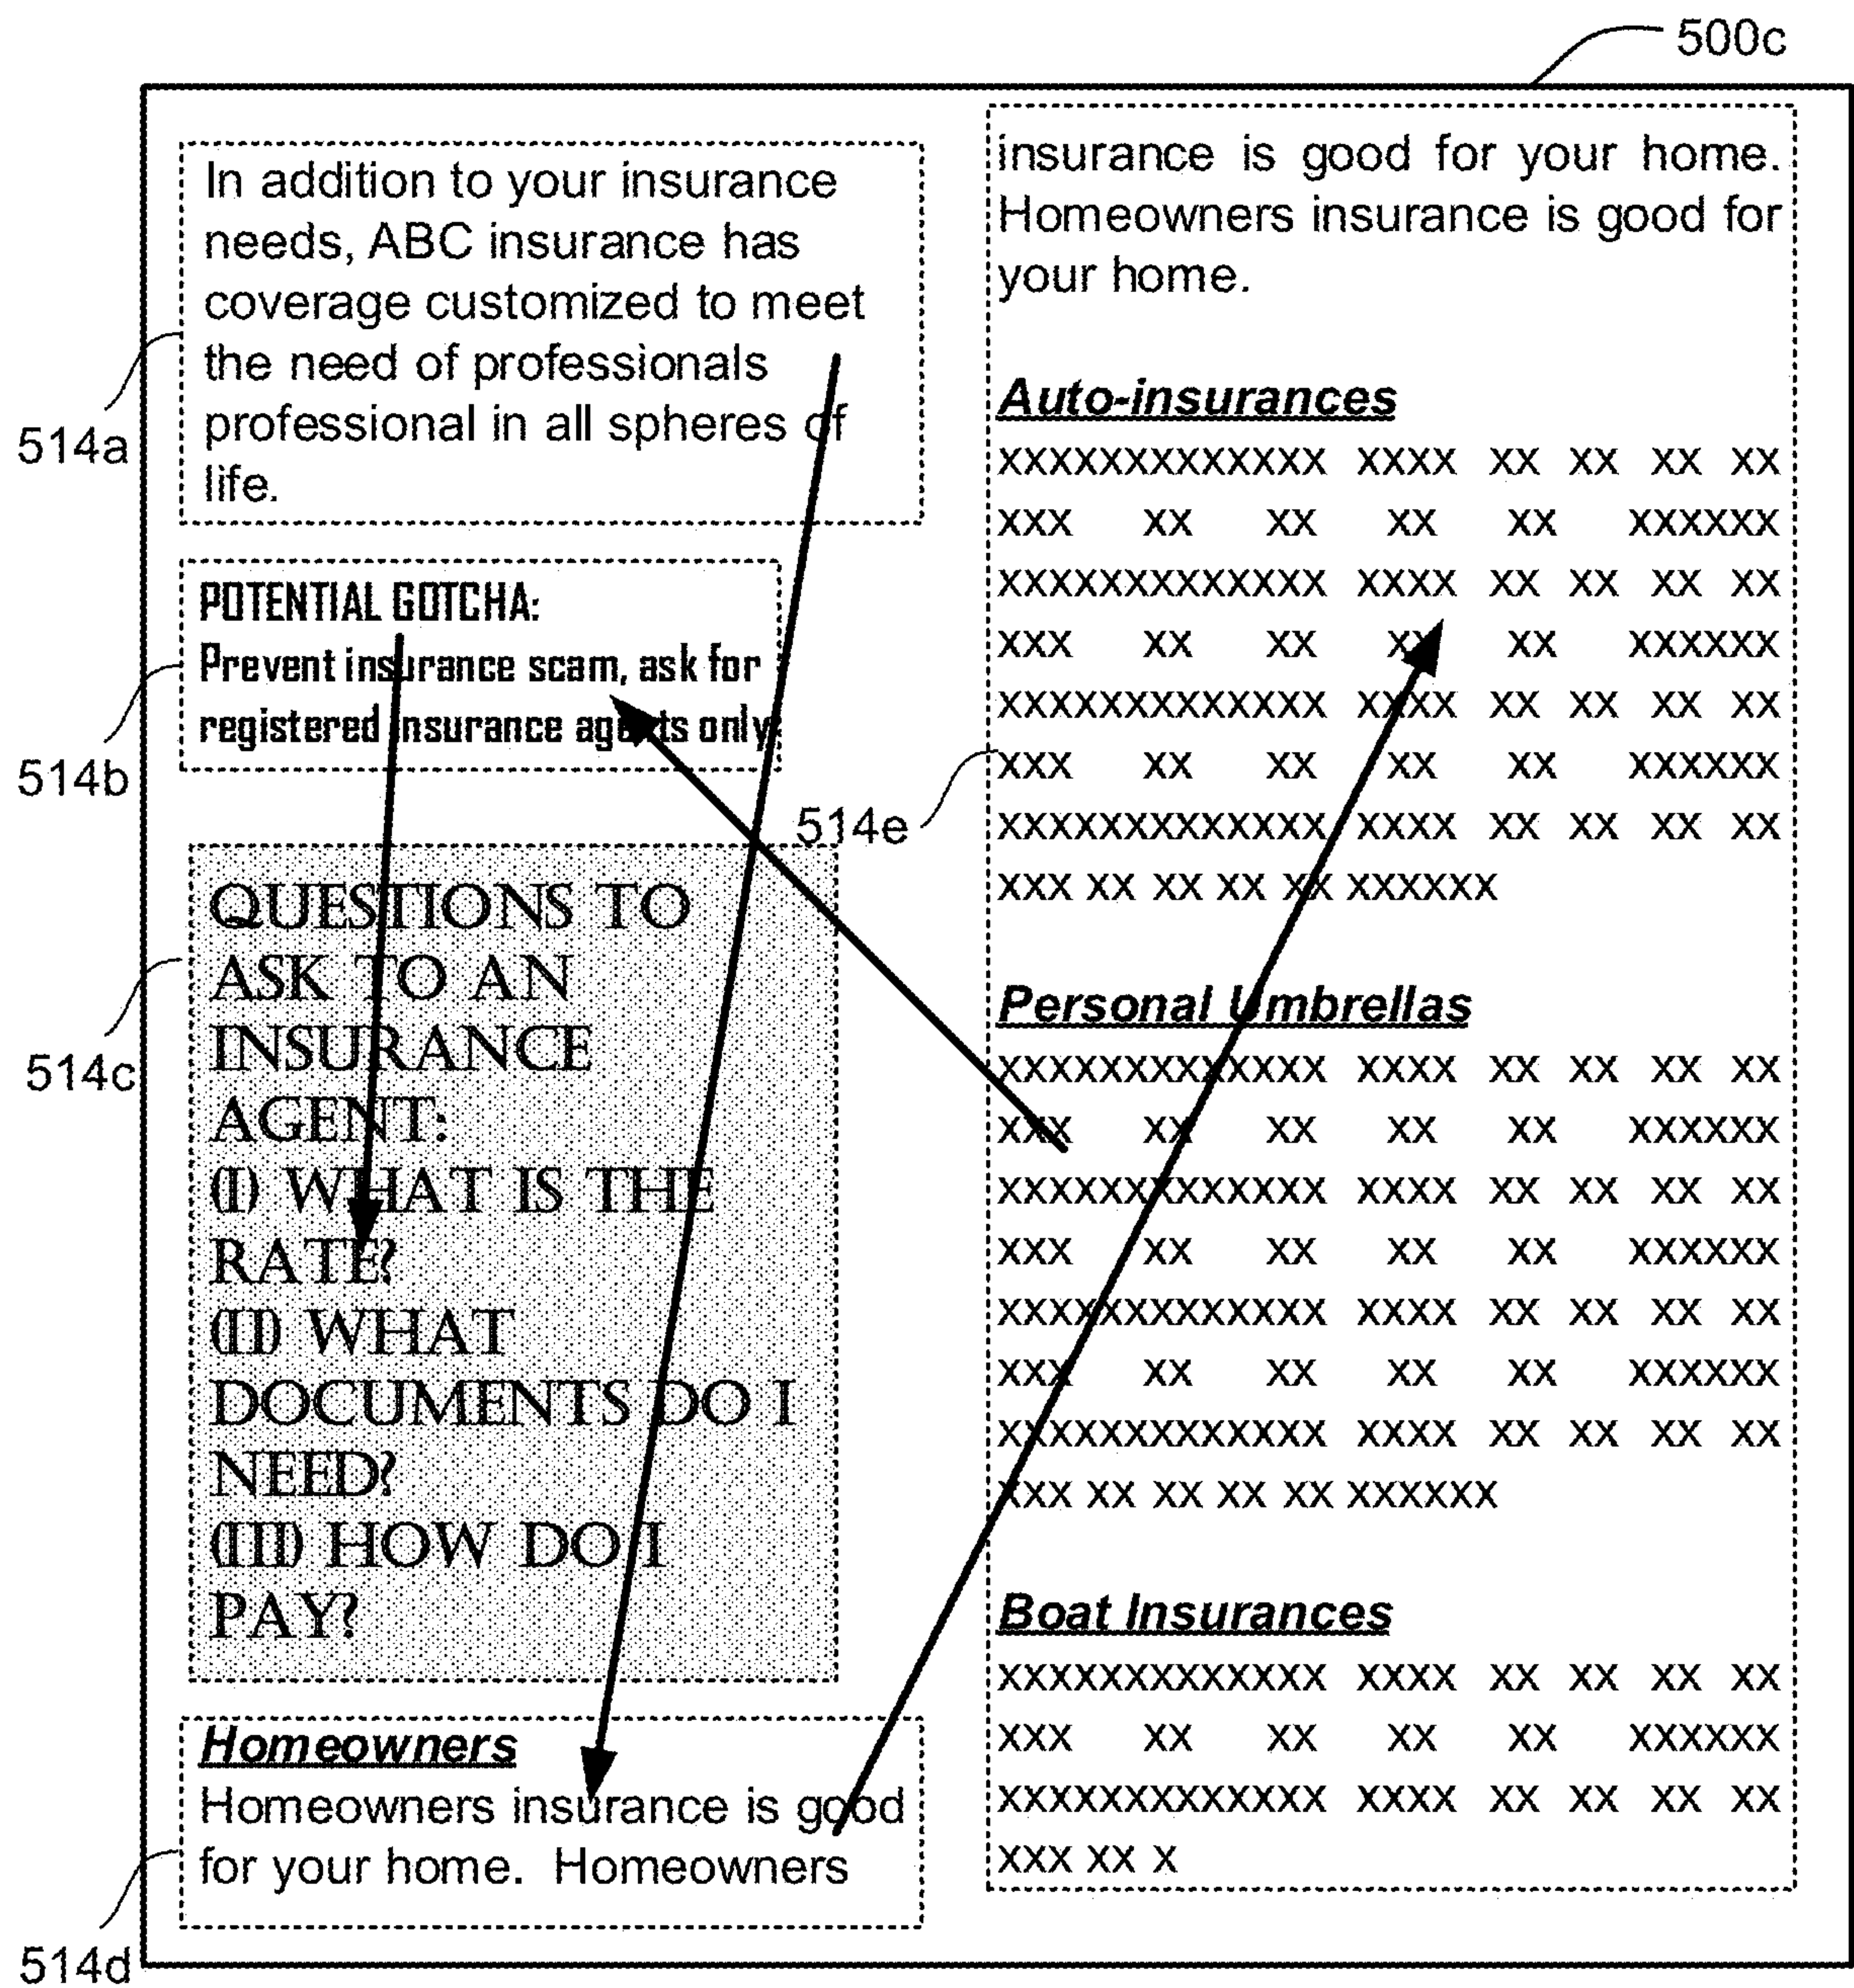 500c
In addition to your insurance
needs, ABC insurance has
coverage customized to meet
the need of professionals
professional in all spheres of
life.
514a
POTENTIAL GOTCHA:
Prevent insurance scam, ask for
registered insurance agents only
514b
QUESTIONS TO
ASK TO AN
INSURANCE
AGENT:
(I) WHAT IS THE
RATE?
(II) WHAT
DOCUMENTS DO I
NEED?
(III) HOW DO I
PAY?
514c
Homeowners
Homeowners insurance is good
for your home. Homeowners
514d
insurance is good for your home.
Homeowners insurance is good for
your home.
Auto-insurances
xxxxxxxxxxxxx xxxx xx xx xx xx
xxx xx xx xx xx xxxxxx
xxxxxxxxxxxxx xxxx xx xx xx xx
xxx xx xx xx xx xxxxxx
xxxxxxxxxxxxx xxxx xx xx xx xx
xxx xx xx xx xx xxxxxx
xxxxxxxxxxxxx xxxx xx xx xx xx
xxx xx xx xx xx xxxxxx
514e
Personal Umbrellas
xxxxxxxxxxxxx xxxx xx xx xx xx
xxx xx xx xx xx xxxxxx
xxxxxxxxxxxxx xxxx xx xx xx xx
xxx xx xx xx xx xxxxxx
xxxxxxxxxxxxx xxxx xx xx xx xx
xxx xx xx xx xx xxxxxx
xxxxxxxxxxxxx xxxx xx xx xx xx
xxx xx xx xx xx xxxxxx
Boat Insurances
xxxxxxxxxxxxx xxxx xx xx xx xx
xxx xx xx xx xx xxxxxx
xxxxxxxxxxxxx xxxx xx xx xx xx
xxx xx x